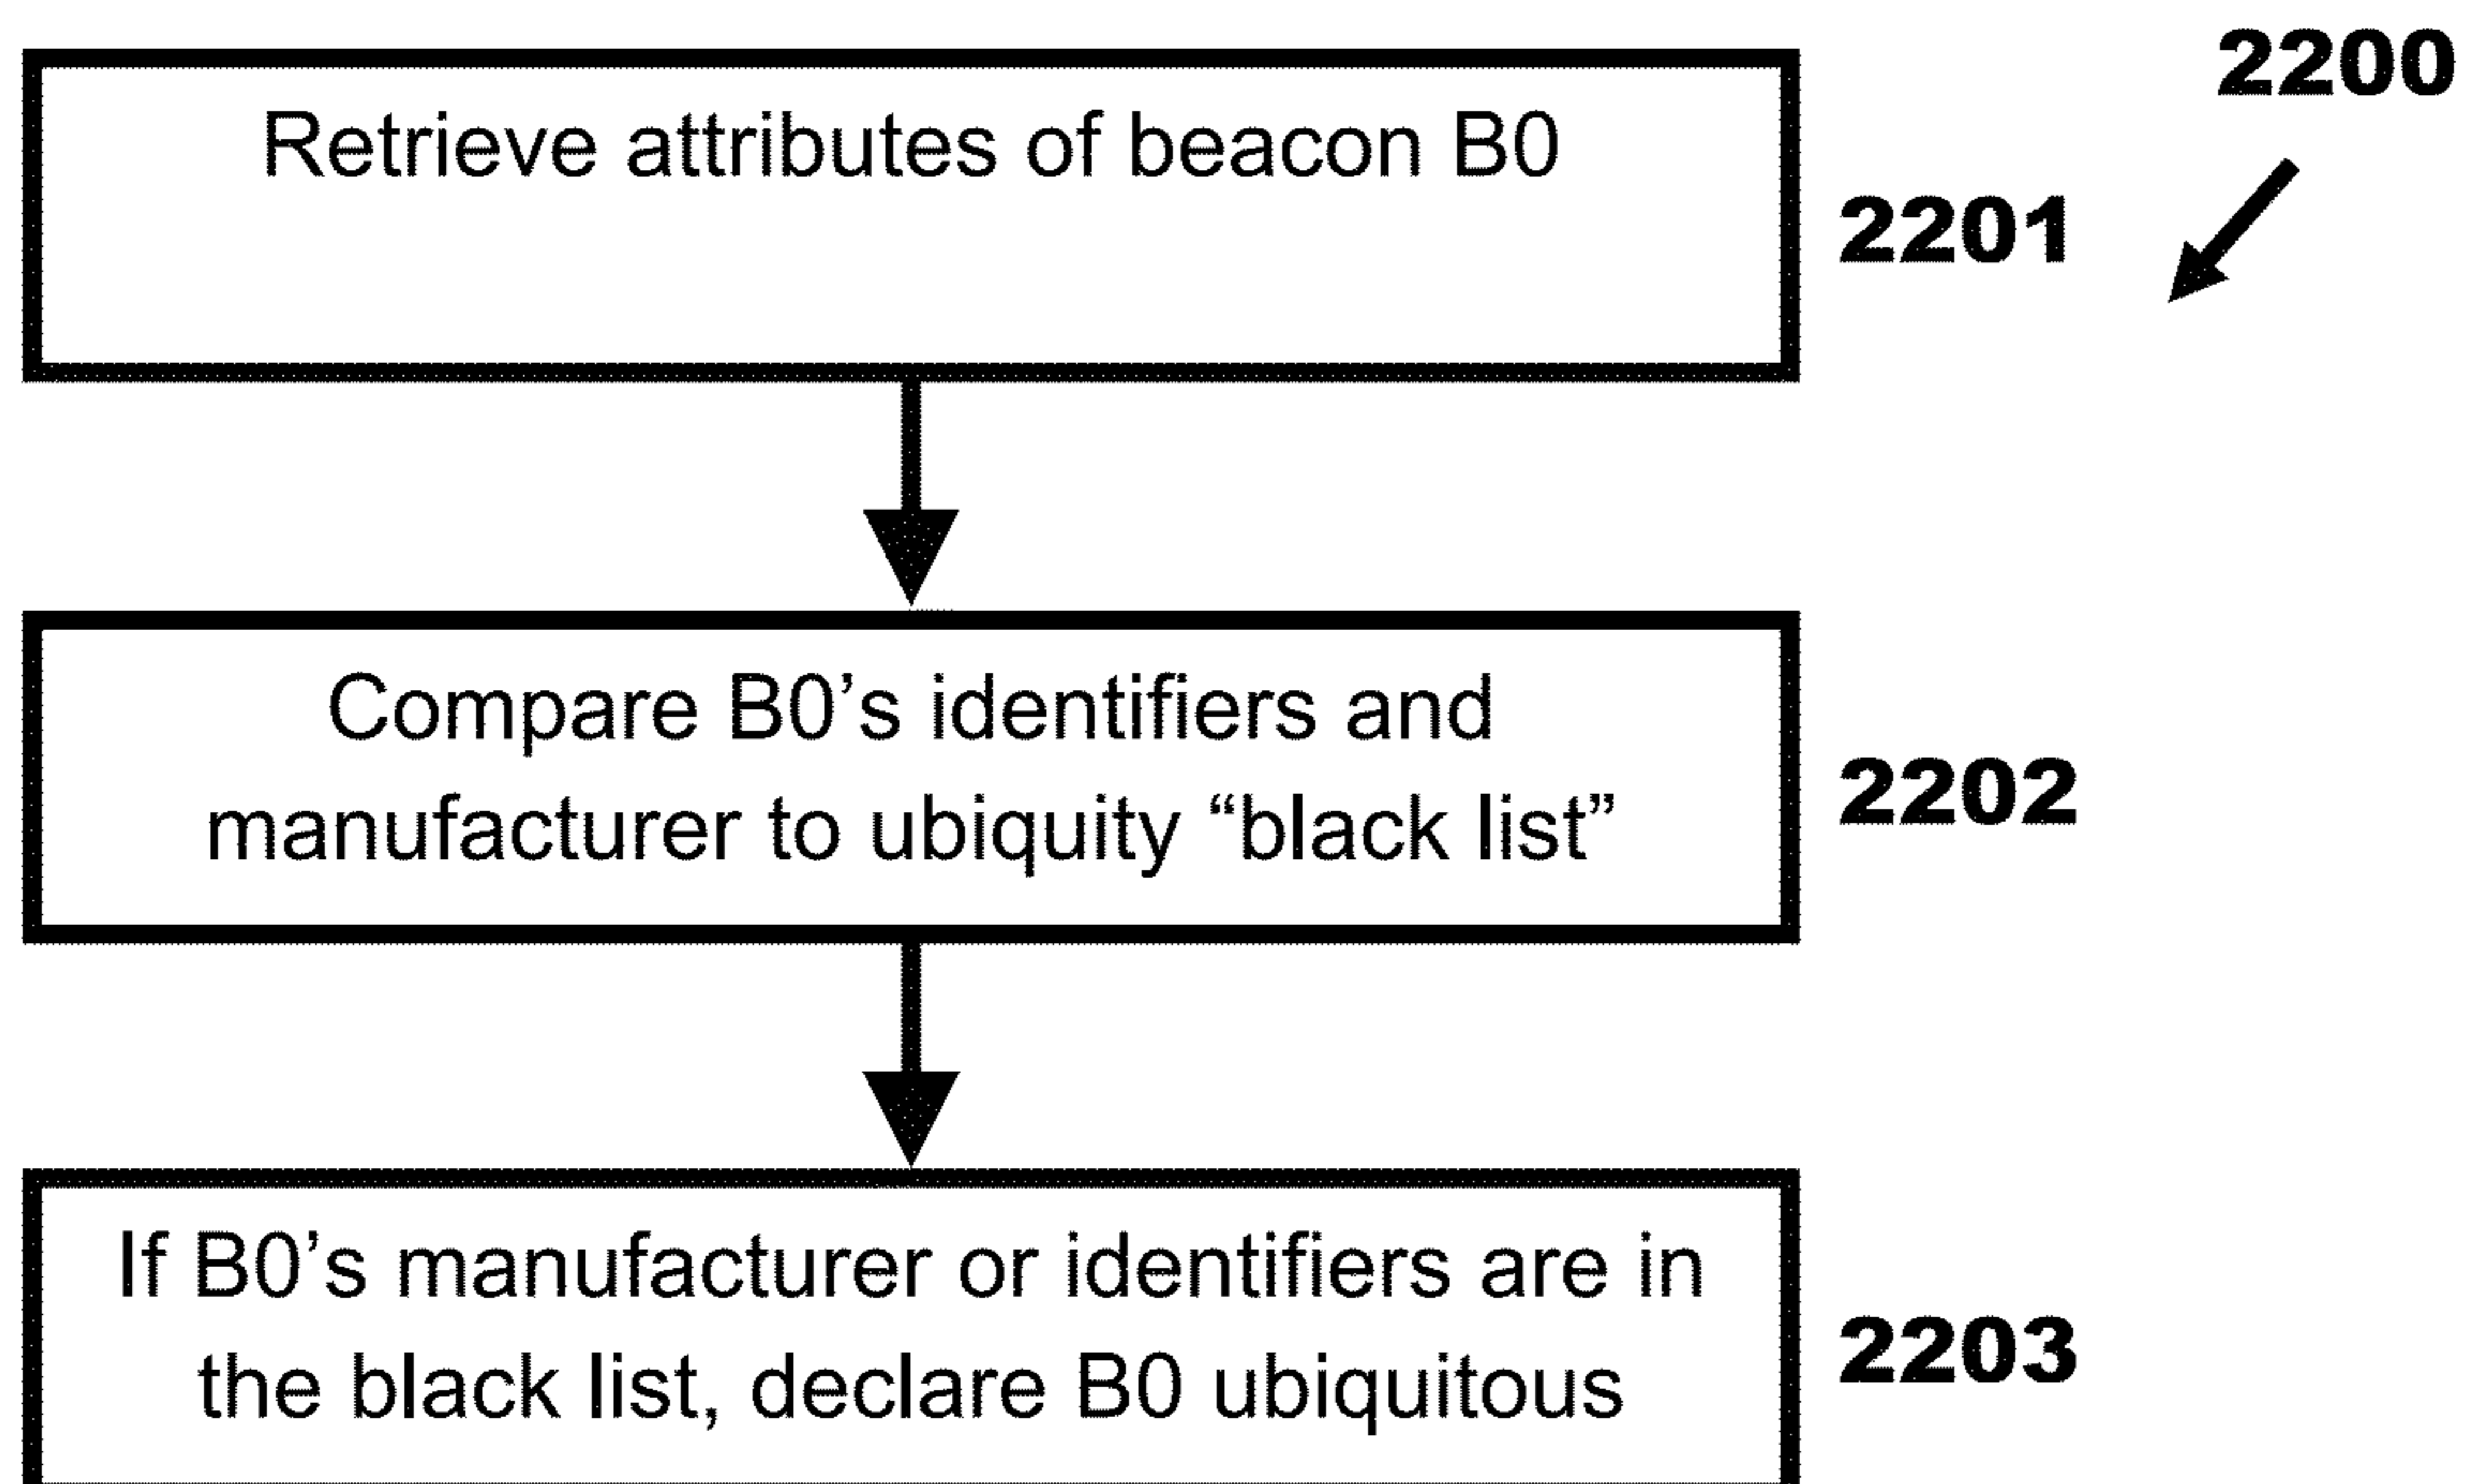 2200
Retrieve attributes of beacon B0
2201
Compare B0’s identifiers and
manufacturer to ubiquity “black list”
2202
If B0’s manufacturer or identifiers are in
the black list, declare B0 ubiquitous
2203